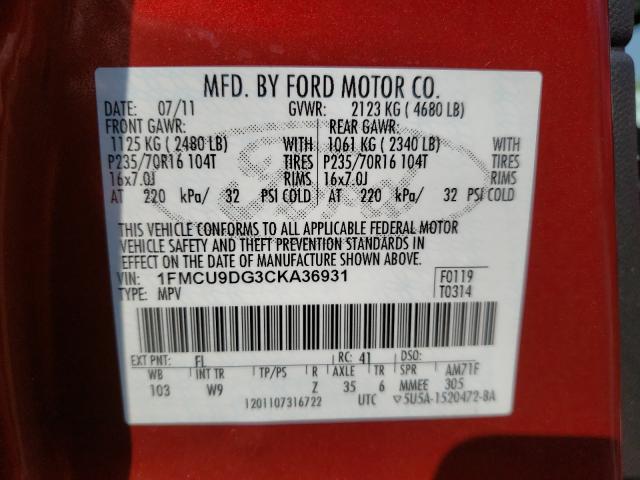 MFD. BY FORD MOTOR CO.
DATE: 07/11 GVWR: 2123 KG ( 4680 LB)
FRONT GAWR: REAR GAWR:
1125 KG ( 2480 LB) WITH 1061 KG ( 2340 LB) WITH
P235/70R16 104T TIRES P235/70R16 104T TIRES
16x7.0J RIMS 16x7.0J RIMS
AT 220 kPa/ 32 PSI COLD AT 220 kPa/ 32 PSI COLD
THIS VEHICLE CONFORMS TO ALL APPLICABLE FEDERAL MOTOR
VEHICLE SAFETY AND THEFT PREVENTION STANDARDS IN
EFFECT ON THE DATE OF MANUFACTURE SHOWN ABOVE.
VIN: 1FMCU9DG3CKA36931 F0119
TYPE: MPV T0314
EXT PNT: FL RC: 41 DSO:
WB INT TR TP/PS R AXLE TR SPR AM71F
103 W9 Z 35 6 MMEE 305
1201107316722 UTC ▽5U5A-1520472-BA